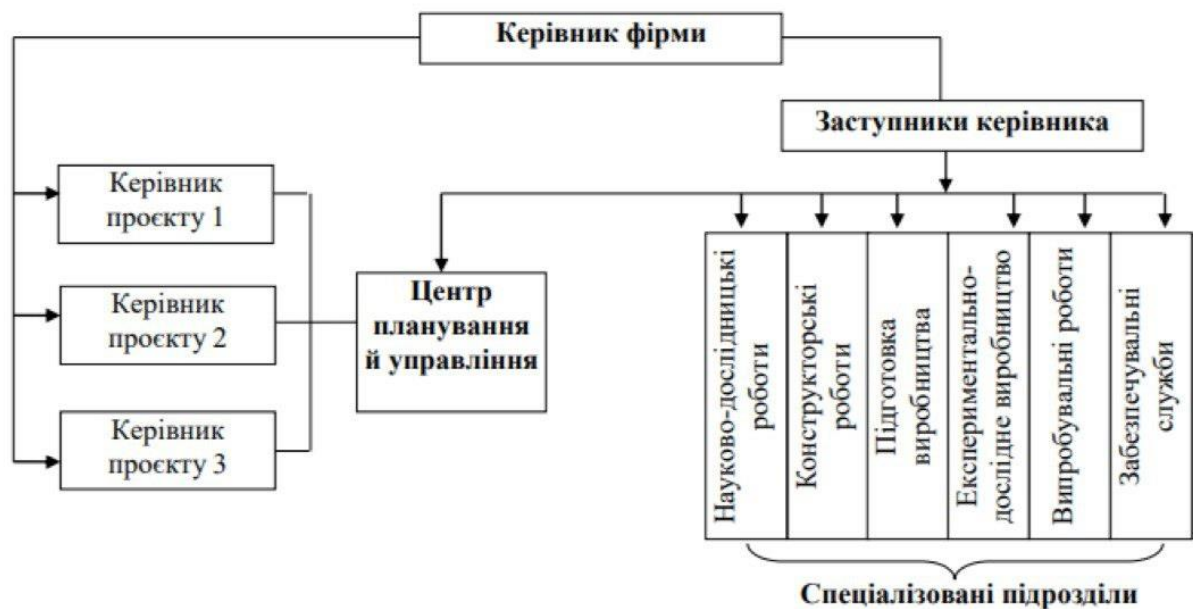 Керівник фірми
Заступники керівника
Керівник
проєкту 1
Керівник
проєкту 2
Керівник
проєкту 3
Центр
планування
й управління
Науково-дослідницькі
роботи
Конструкторські
роботи
Підготовка
виробництва
Експериментально-
дослідне виробництво
Випробувальні роботи
Забезпечувальні
служби
Спеціалізовані підрозділи